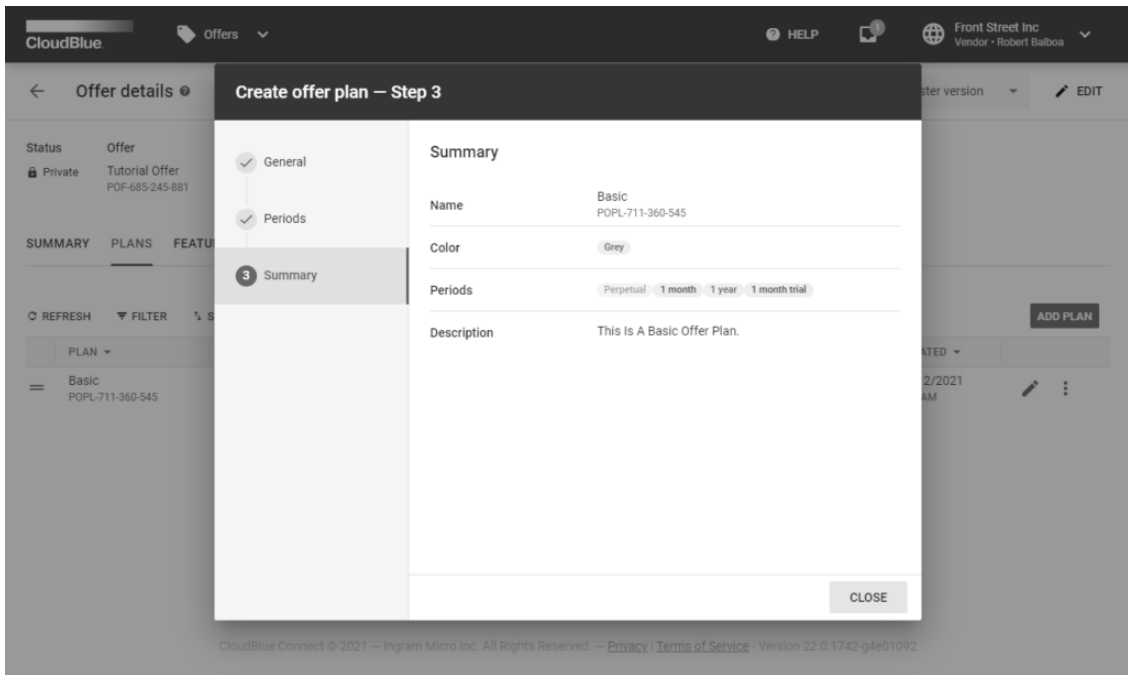 CloudBlue.
Offers
HELP
1
Front Street Inc
Vendor • Robert Balboa
Offer details
ster version
EDIT
Status
Offer
Private
Tutorial Offer
POF-685-245-881
SUMMARY PLANS FEATU
REFRESH FILTER S
ADD PLAN
PLAN
ATED
Basic
POPL-711-360-545
2/2021
AM
Create offer plan — Step 3
General
Periods
3 Summary
Summary
Name
Basic
POPL-711-360-545
Color
Grey
Periods
Perpetual 1 month 1 year 1 month trial
Description
This Is A Basic Offer Plan.
CLOSE
CloudBlue Connect © 2021 — Ingram Micro Inc. All Rights Reserved. — Privacy | Terms of Service - Version 22.0.1742-g4e01092